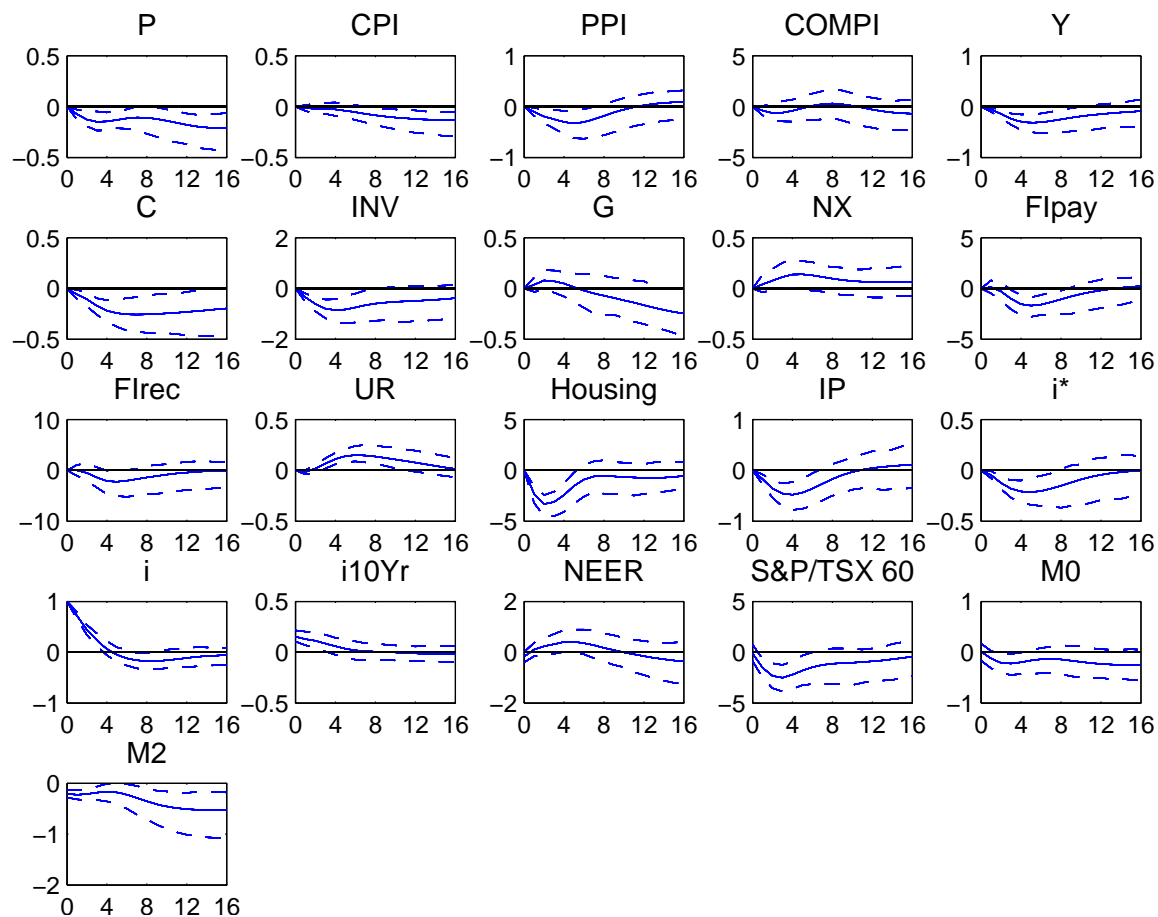 P CPI PPI COMPI Y
0.5 0.5 1 5 1
0 0 0 0 0
−0.5 −0.5 −1 −5 −1
0 4 8 12 16 0 4 8 12 16 0 4 8 12 16 0 4 8 12 16 0 4 8 12 16
C INV G NX FIpay
0.5 2 0.5 0.5 5
0 0 0 0 0
−0.5 −2 −0.5 −0.5 −5
0 4 8 12 16 0 4 8 12 16 0 4 8 12 16 0 4 8 12 16 0 4 8 12 16
FIrec UR Housing IP i*
10 0.5 5 1 0.5
0 0 0 0 0
−10 −0.5 −5 −1 −0.5
0 4 8 12 16 0 4 8 12 16 0 4 8 12 16 0 4 8 12 16 0 4 8 12 16
i i10Yr NEER S&P/TSX 60 M0
1 0.5 2 5 1
0 0 0 0 0
−1 −0.5 −2 −5 −1
0 4 8 12 16 0 4 8 12 16 0 4 8 12 16 0 4 8 12 16 0 4 8 12 16
M2
0
−1
−2
0 4 8 12 16